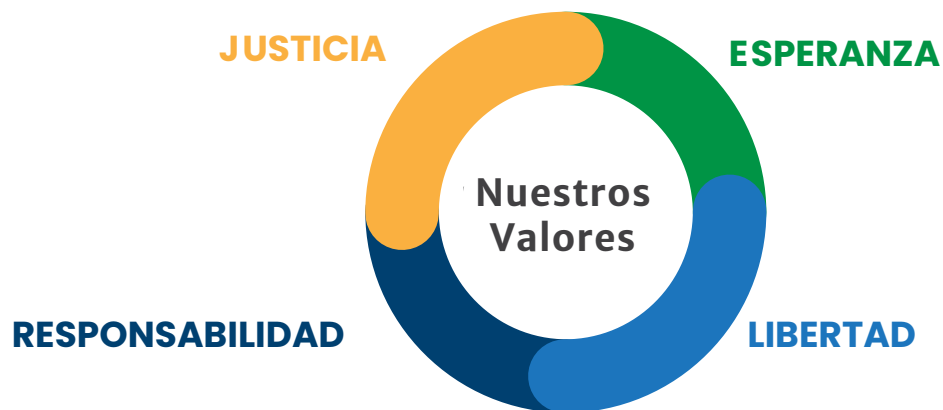 JUSTICIA
ESPERANZA
Nuestros
Valores
RESPONSABILIDAD
LIBERTAD